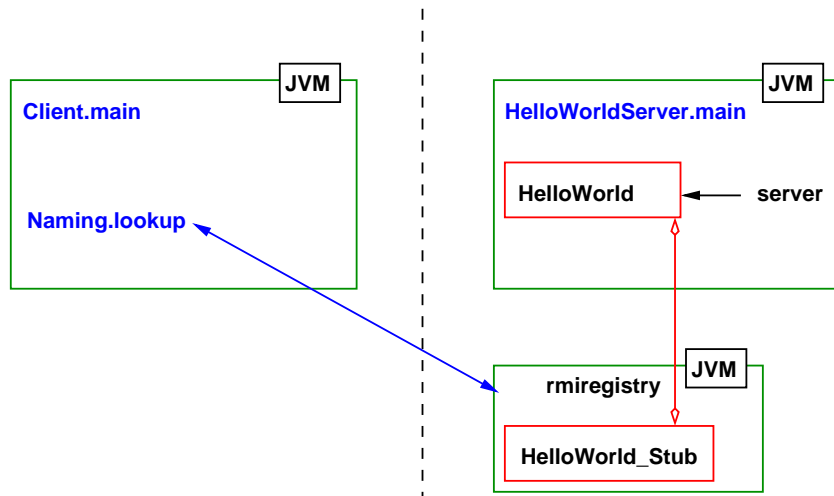 JVM
Client.main
Naming.lookup
JVM
HelloWorldServer.main
HelloWorld
server
JVM
rmiregistry
HelloWorld_Stub